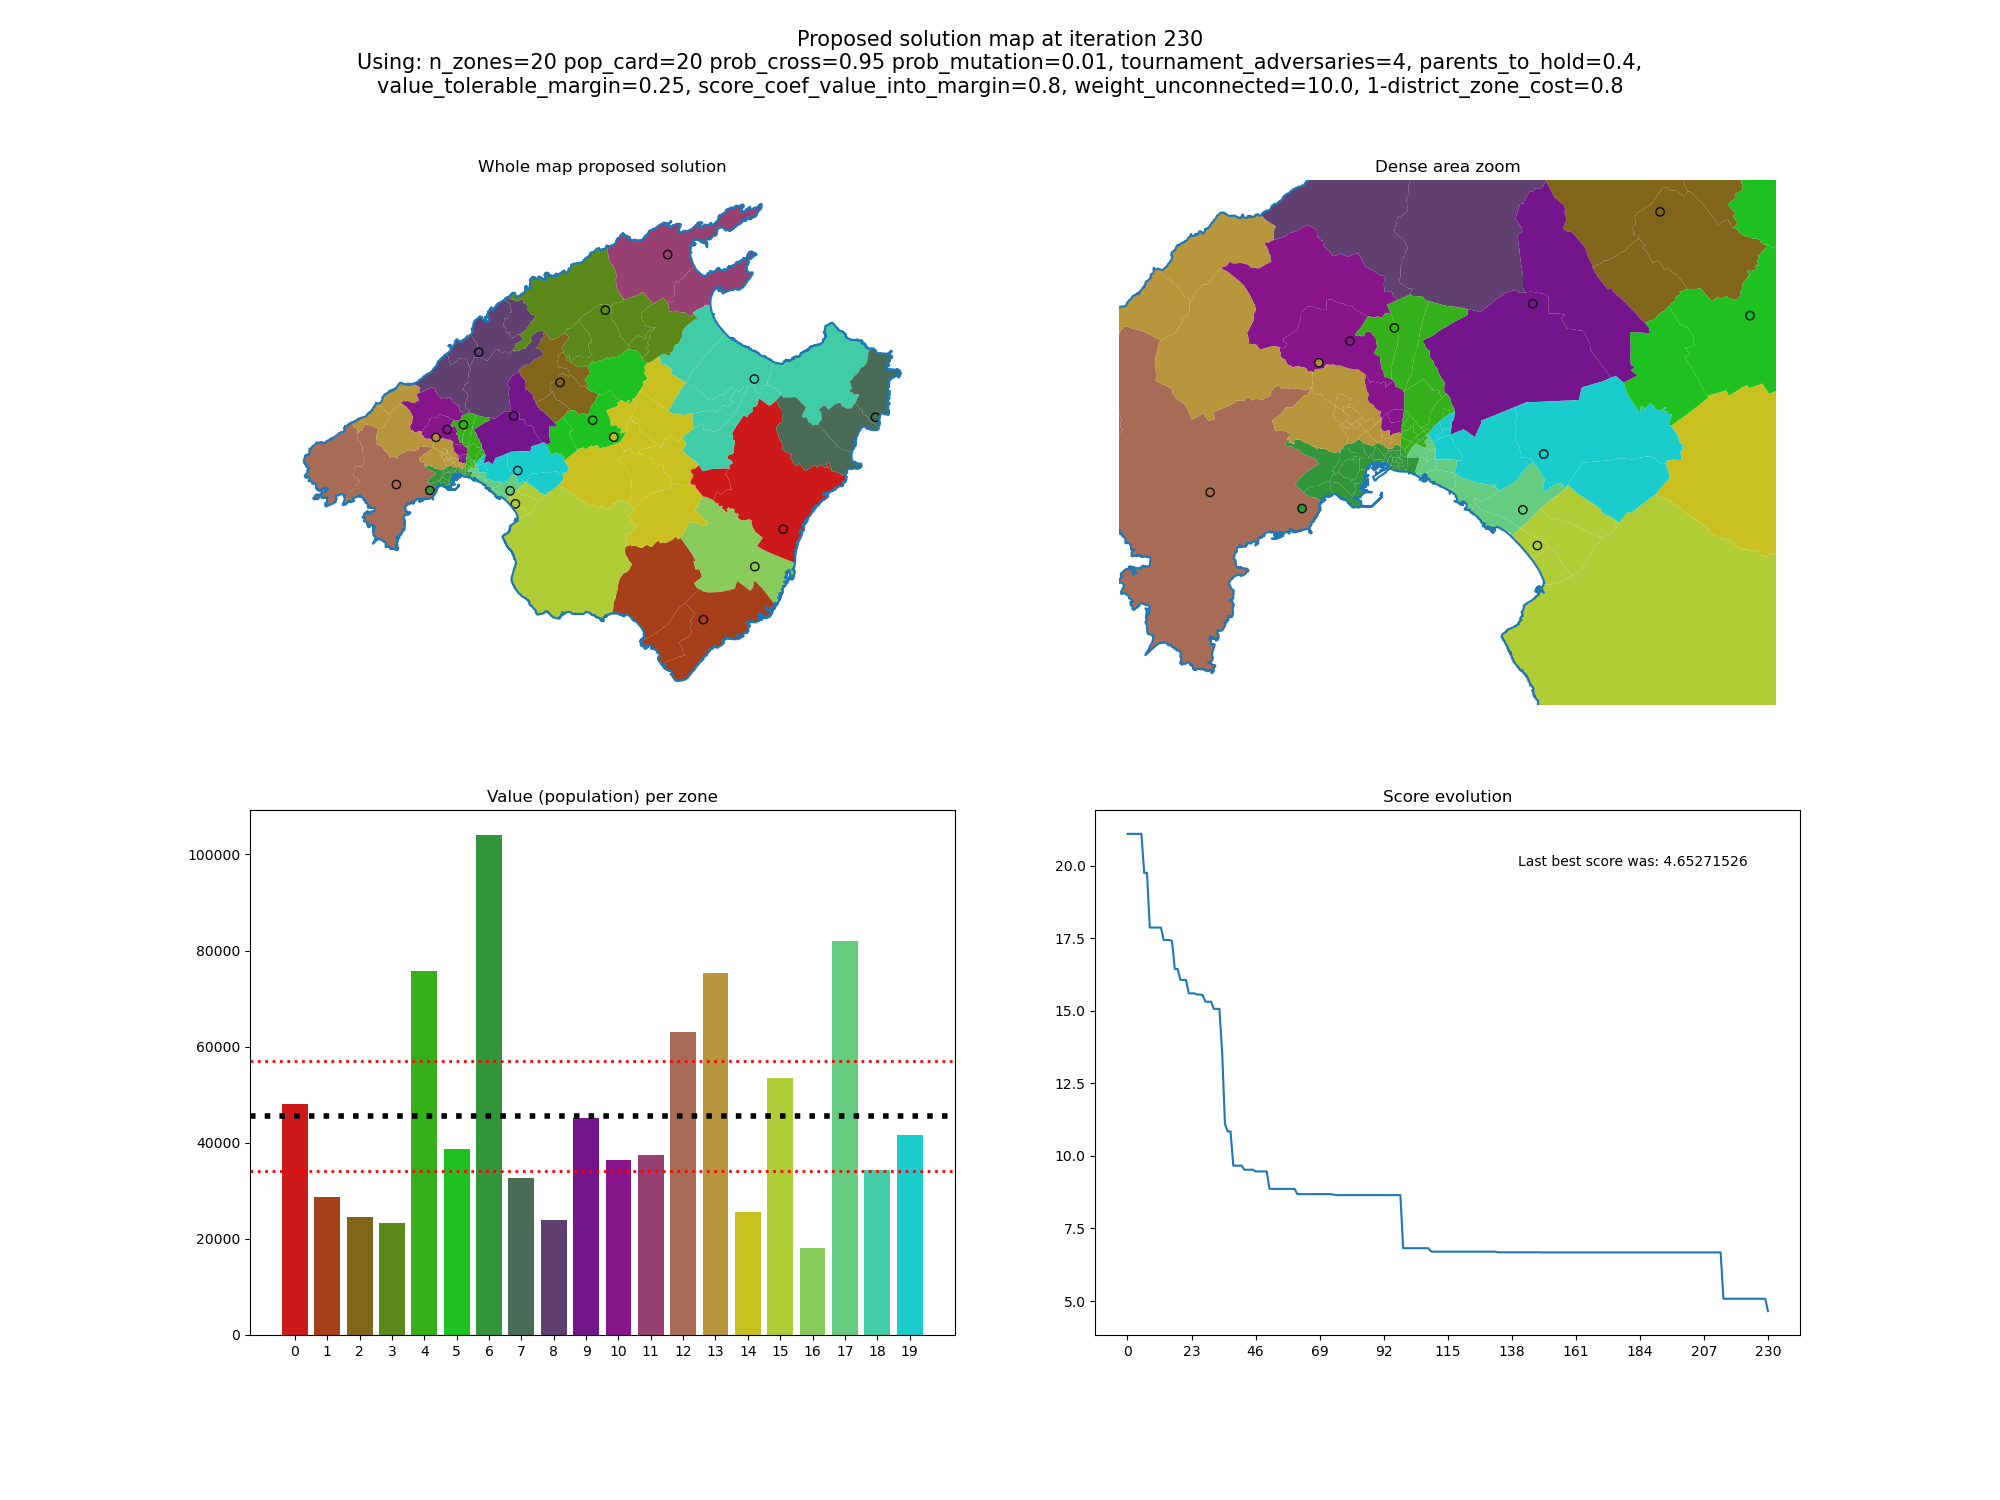 Proposed solution map at iteration 230
Using: n_zones=20 pop_card=20 prob_cross=0.95 prob_mutation=0.01, tournament_adversaries=4, parents_to_hold=0.4,
value_tolerable_margin=0.25, score_coef_value_into_margin=0.8, weight_unconnected=10.0, 1-district_zone_cost=0.8
Whole map proposed solution
Dense area zoom
Value (population) per zone
100000
80000
60000
40000
20000
0
0 1 2 3 4 5 6 7 8 9 10 11 12 13 14 15 16 17 18 19
Score evolution
Last best score was: 4.65271526
20.0
17.5
15.0
12.5
10.0
7.5
5.0
0 23 46 69 92 115 138 161 184 207 230